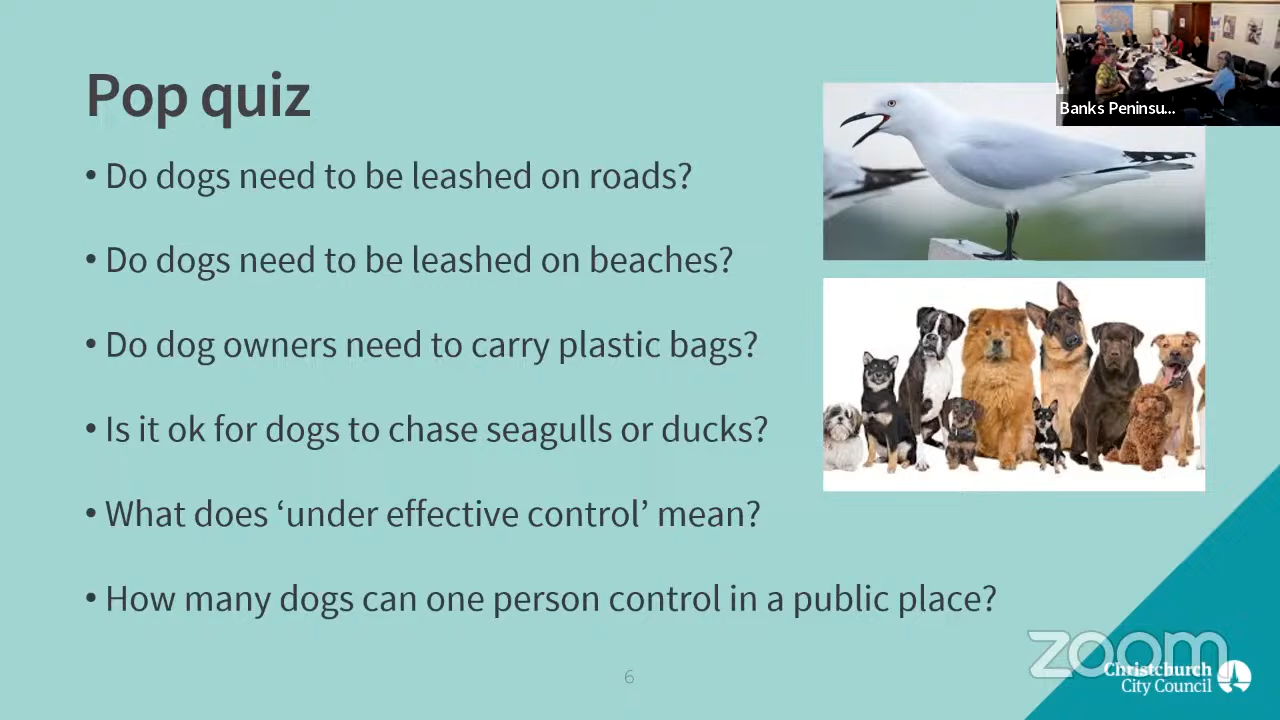 Pop quiz
Banks Peninsu...
• Do dogs need to be leashed on roads?
• Do dogs need to be leashed on beaches?
• Do dog owners need to carry plastic bags?
• Is it ok for dogs to chase seagulls or ducks?
• What does ‘under effective control’ mean?
• How many dogs can one person control in a public place?
6
zoom
Christchurch
City Council